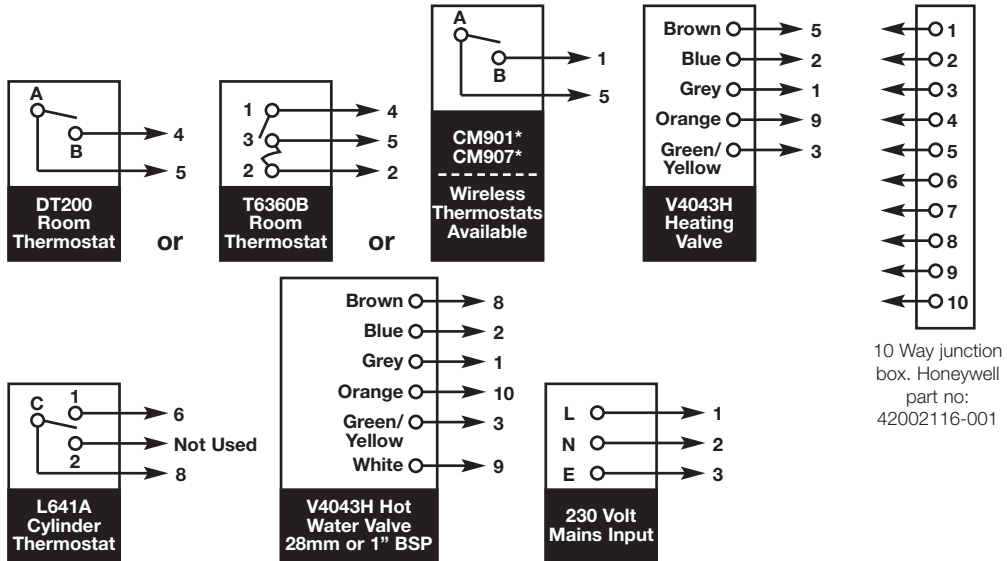 A
B
4
5
DT200
Room
Thermostat
or
1
3
2
4
5
2
T6360B
Room
Thermostat
or
A
B
1
5
CM901*
CM907*
Wireless
Thermostats
Available
Brown 5
Blue 2
Grey 1
Orange 9
Green/
Yellow 3
V4043H
Heating
Valve
1
2
3
4
5
6
7
8
9
10
10 Way junction
box. Honeywell
part no:
42002116-001
C
1
2
6
Not Used
8
L641A
Cylinder
Thermostat
Brown 8
Blue 2
Grey 1
Orange 10
Green/
Yellow 3
White 9
V4043H Hot
Water Valve
28mm or 1” BSP
L 1
N 2
E 3
230 Volt
Mains Input